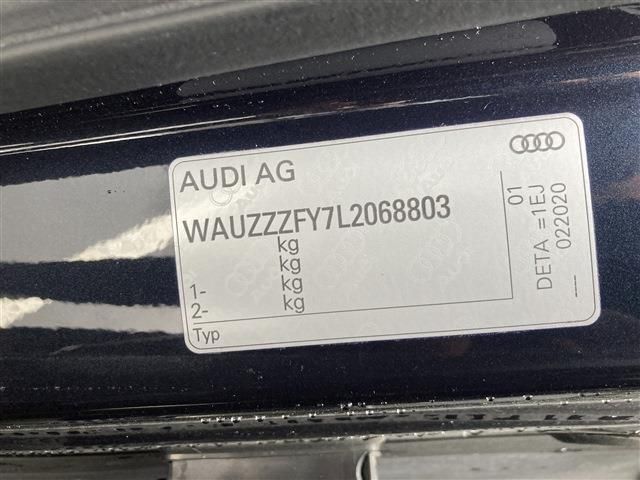 AUDI AG
WAUZZZFY7L2068803
kg
kg
1- kg
2- kg
Typ
01
DETA =1EJ
022020